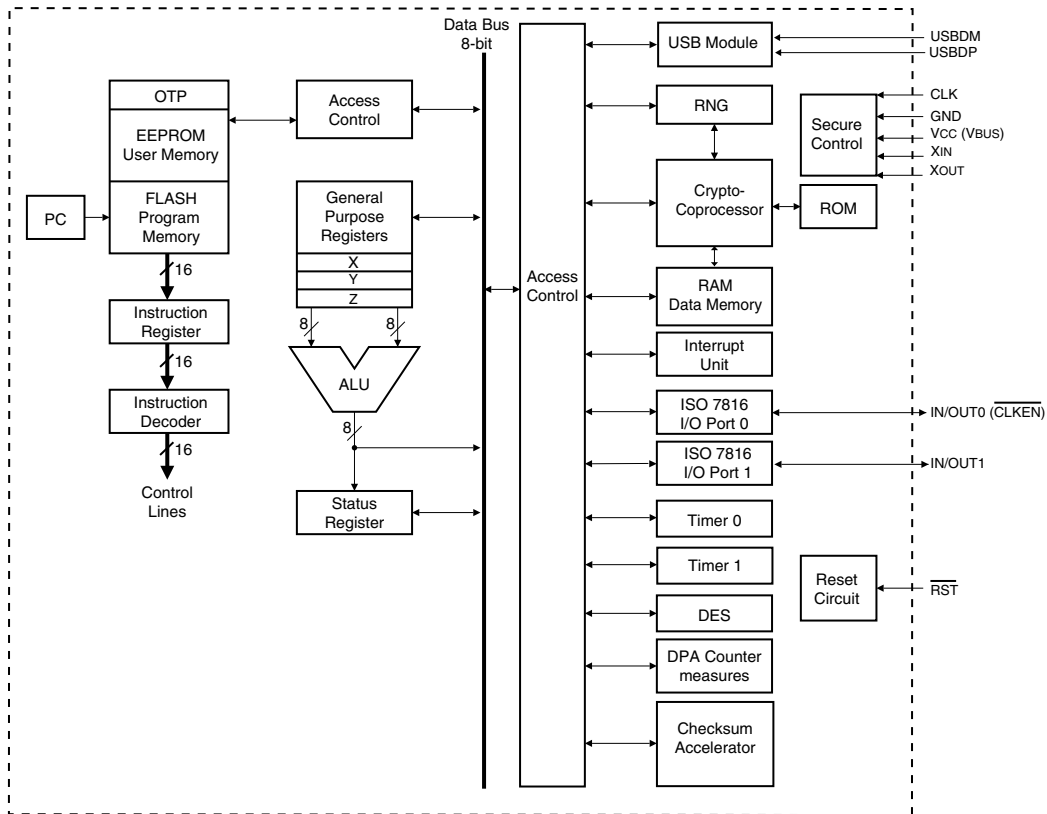 Data Bus
8-bit
OTP
EEPROM
User Memory
FLASH
Program
Memory
PC
16
Instruction
Register
16
Instruction
Decoder
16
Control
Lines
Access
Control
General
Purpose
Registers
X
Y
Z
8
8
ALU
8
Status
Register
Access
Control
USB Module
RNG
Crypto-
Coprocessor
ROM
RAM
Data Memory
Interrupt
Unit
ISO 7816
I/O Port 0
ISO 7816
I/O Port 1
Timer 0
Timer 1
DES
DPA Counter
measures
Checksum
Accelerator
Secure
Control
Reset
Circuit
USBDM
USBDP
CLK
GND
VCC (VBUS)
XIN
XOUT
IN/OUT0 (CLKEN)
IN/OUT1
RST